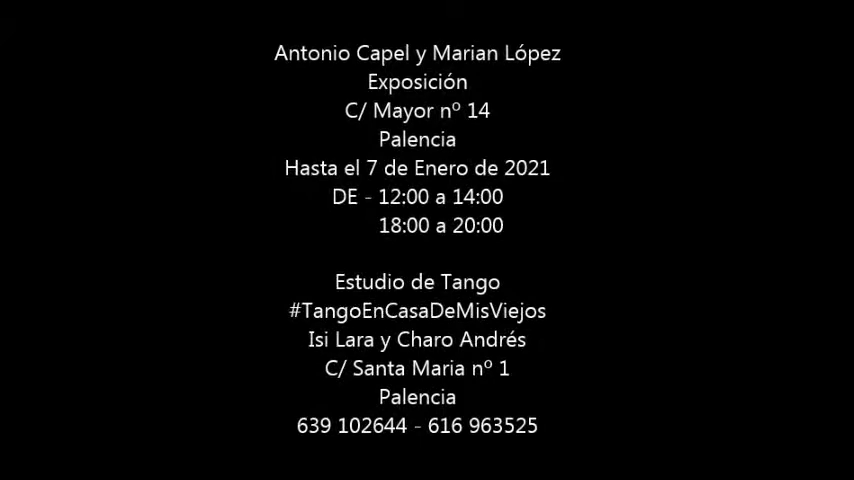 Antonio Capel y Marian López
Exposición
C/ Mayor nº 14
Palencia
Hasta el 7 de Enero de 2021
DE - 12:00 a 14:00
18:00 a 20:00
Estudio de Tango
#TangoEnCasaDeMisViejos
Isi Lara y Charo Andrés
C/ Santa Maria nº 1
Palencia
639 102644 - 616 963525